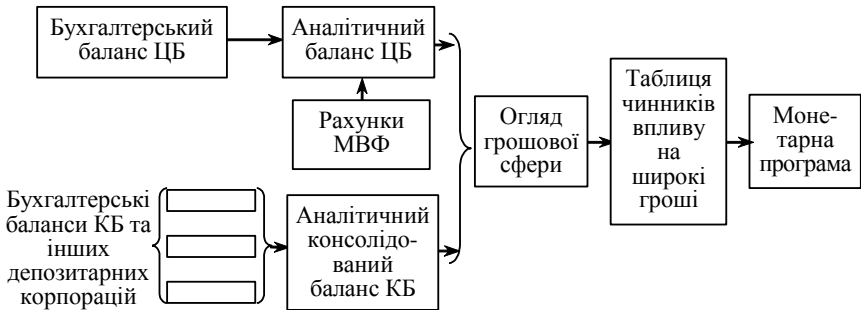 Бухгалтерський
баланс ЦБ
Аналітичний
баланс ЦБ
Рахунки
МВФ
Бухгалтерські
баланси КБ та
інших
депозитарних
корпорацій
Аналітичний
консолідо-
ваний
баланс КБ
Огляд
грошової
сфери
Таблиця
чинників
впливу
на
широкі
гроші
Моне-
тарна
програма